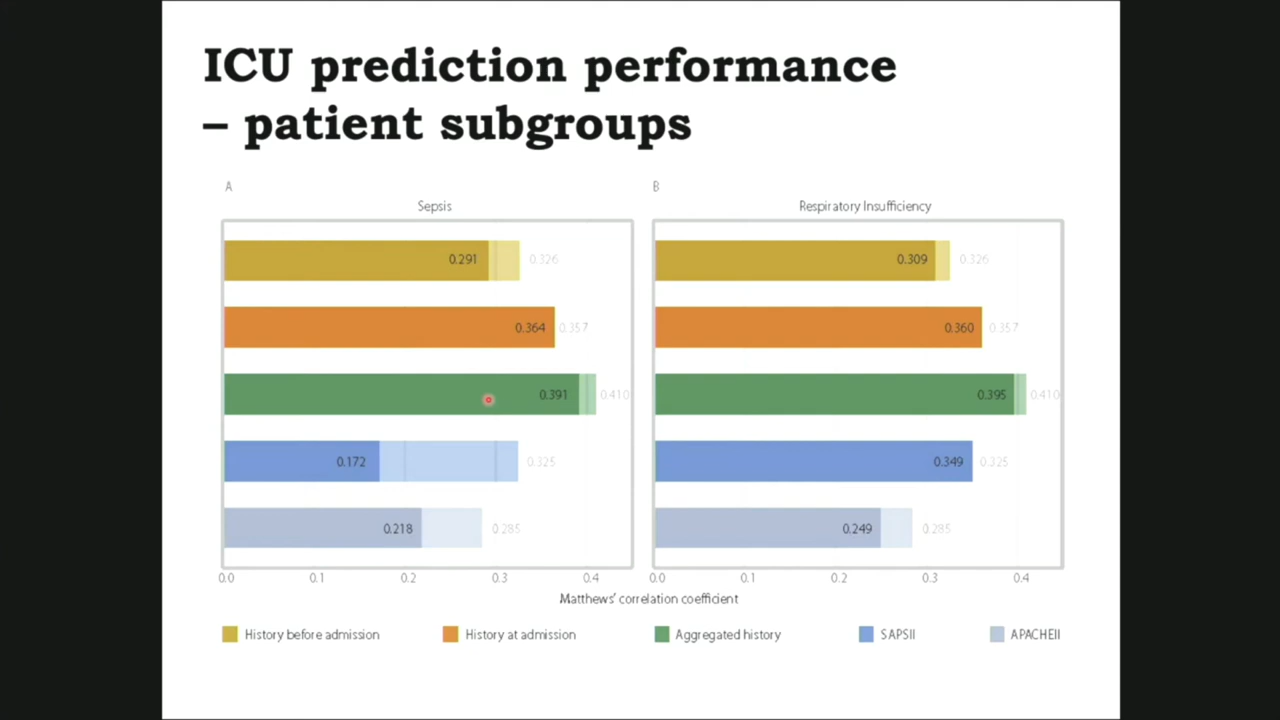 ICU prediction performance
– patient subgroups
A
Sepsis
0.291 0.326
0.364 0.357
0.391 0.410
0.172 0.325
0.218 0.285
0.0 0.1 0.2 0.3 0.4
B
Respiratory Insufficiency
0.309 0.326
0.360 0.357
0.395 0.410
0.349 0.325
0.249 0.285
0.0 0.1 0.2 0.3 0.4
Matthews' correlation coefficient
History before admission History at admission Aggregated history SAPSII APACHEII